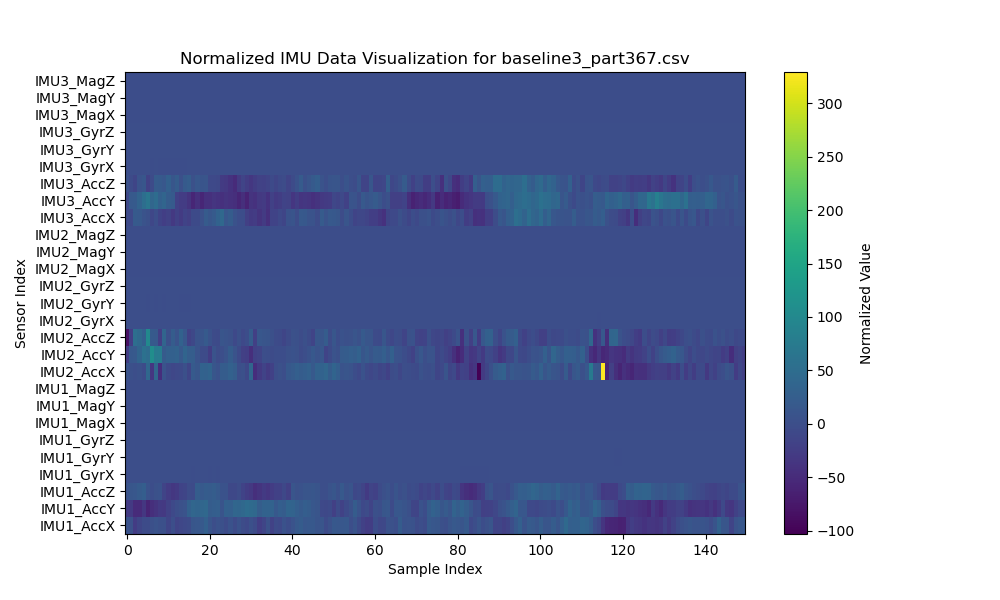 Normalized IMU Data Visualization for baseline3_part367.csv
IMU3_MagZ
IMU3_MagY
IMU3_MagX
IMU3_GyrZ
IMU3_GyrY
IMU3_GyrX
IMU3_AccZ
IMU3_AccY
IMU3_AccX
IMU2_MagZ
IMU2_MagY
IMU2_MagX
IMU2_GyrZ
IMU2_GyrY
IMU2_GyrX
IMU2_AccZ
IMU2_AccY
IMU2_AccX
IMU1_MagZ
IMU1_MagY
IMU1_MagX
IMU1_GyrZ
IMU1_GyrY
IMU1_GyrX
IMU1_AccZ
IMU1_AccY
IMU1_AccX
Sensor Index
0 20 40 60 80 100 120 140
Sample Index
300
250
200
150
100
50
0
−50
−100
Normalized Value